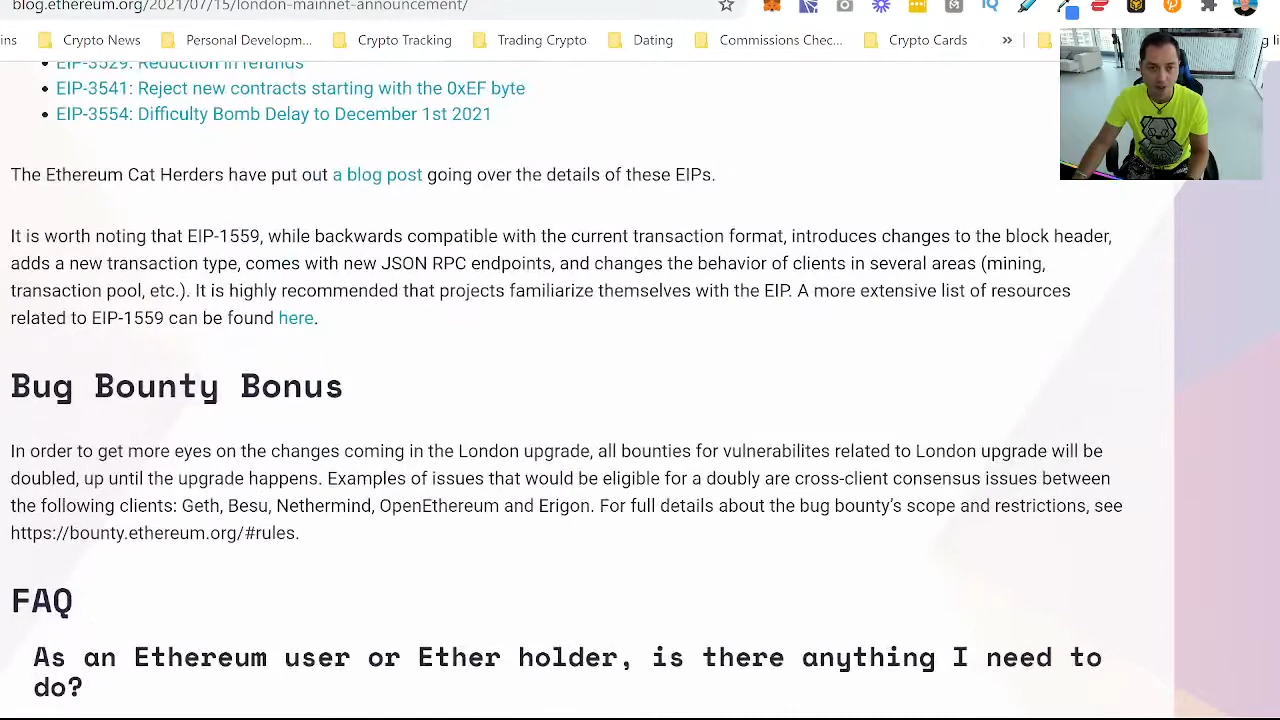 blog.ethereum.org/2021/07/15/london-mainnet-announcement/
ins Crypto News Personal Developm... Crypto Tracking Trading Crypto Dating Commissions Choc... Crypto Cards »
EIP-3529: Reduction in refunds
EIP-3541: Reject new contracts starting with the 0xEF byte
EIP-3554: Difficulty Bomb Delay to December 1st 2021
The Ethereum Cat Herders have put out a blog post going over the details of these EIPs.
It is worth noting that EIP-1559, while backwards compatible with the current transaction format, introduces changes to the block header,
adds a new transaction type, comes with new JSON RPC endpoints, and changes the behavior of clients in several areas (mining,
transaction pool, etc.). It is highly recommended that projects familiarize themselves with the EIP. A more extensive list of resources
related to EIP-1559 can be found here.
Bug Bounty Bonus
In order to get more eyes on the changes coming in the London upgrade, all bounties for vulnerabilites related to London upgrade will be
doubled, up until the upgrade happens. Examples of issues that would be eligible for a doubly are cross-client consensus issues between
the following clients: Geth, Besu, Nethermind, OpenEthereum and Erigon. For full details about the bug bounty's scope and restrictions, see
https://bounty.ethereum.org/#rules.
FAQ
As an Ethereum user or Ether holder, is there anything I need to
do?